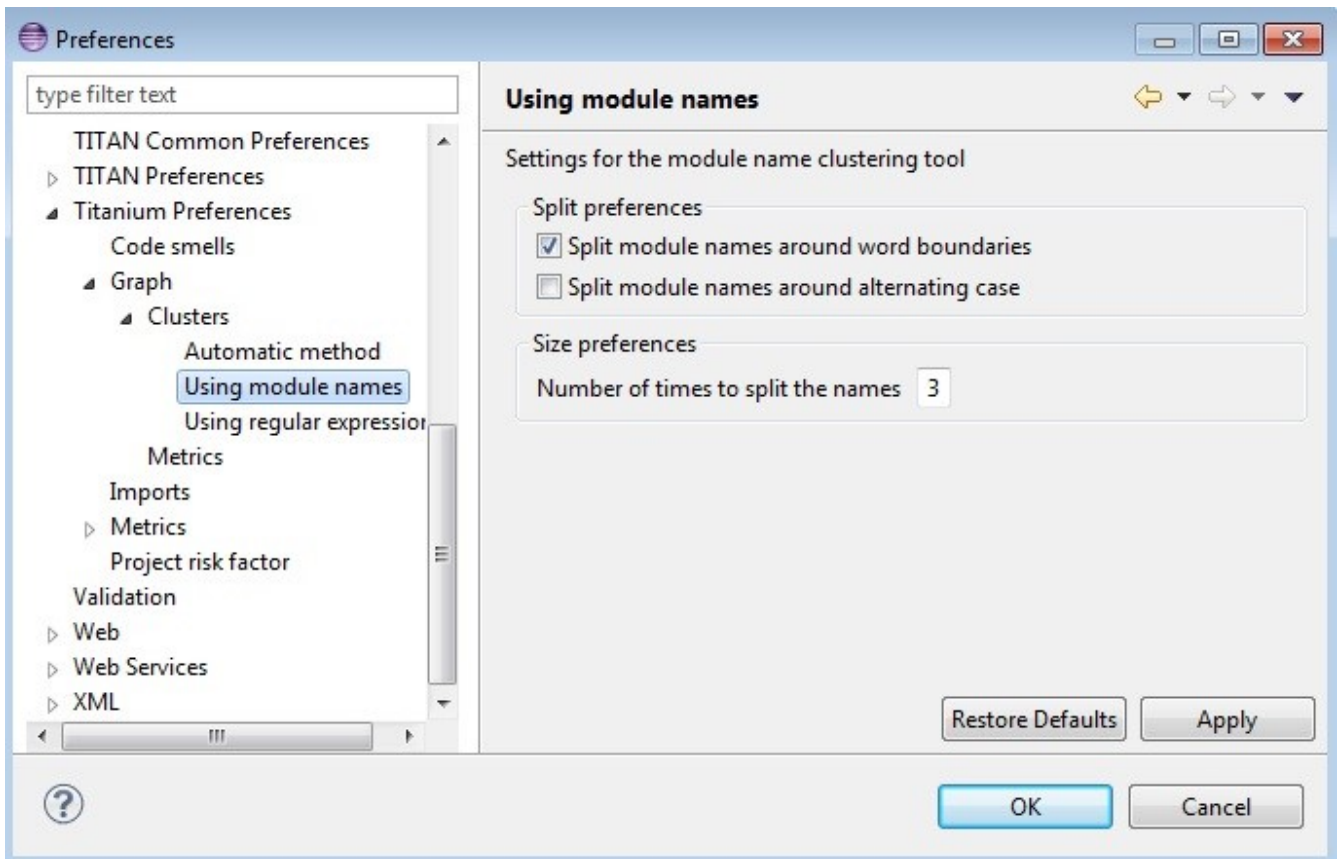 Preferences
type filter text
TITAN Common Preferences
TITAN Preferences
Titanium Preferences
Code smells
Graph
Clusters
Automatic method
Using module names
Using regular expression
Metrics
Imports
Metrics
Project risk factor
Validation
Web
Web Services
XML
Using module names
Settings for the module name clustering tool
Split preferences
Split module names around word boundaries
Split module names around alternating case
Size preferences
Number of times to split the names 3
Restore Defaults Apply
? OK Cancel